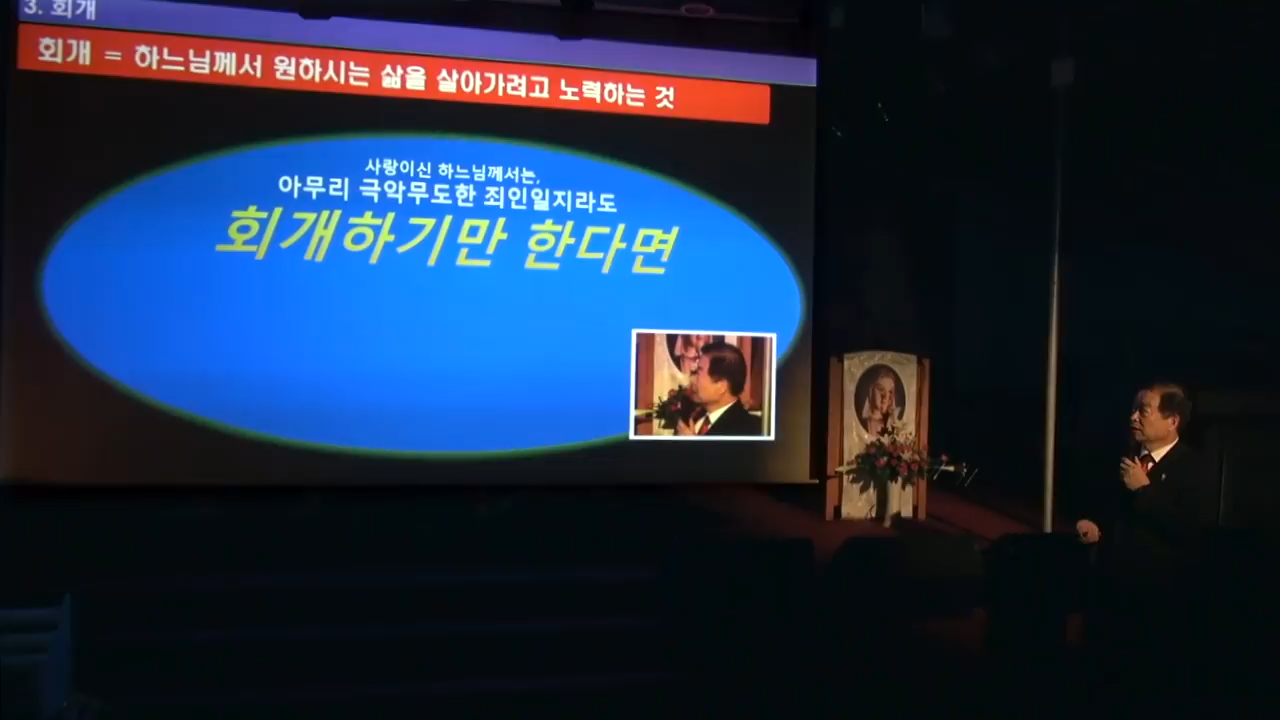 3. 회개
회개 = 하느님께서 원하시는 삶을 살아가려고 노력하는 것
사랑이신 하느님께서는,
아무리 극악무도한 죄인일지라도
회개하기만 한다면